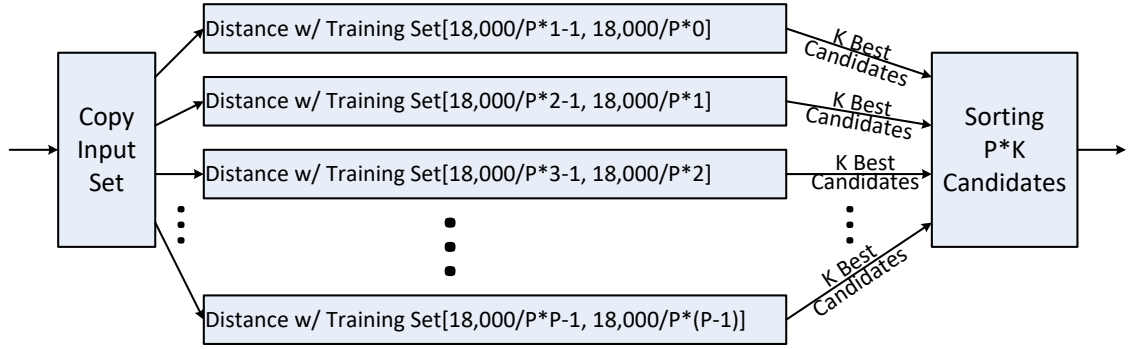 Copy
Input
Set
Distance w/ Training Set[18,000/P*1-1, 18,000/P*0]
Distance w/ Training Set[18,000/P*2-1, 18,000/P*1]
Distance w/ Training Set[18,000/P*3-1, 18,000/P*2]
Distance w/ Training Set[18,000/P*P-1, 18,000/P*(P-1)]
K Best
Candidates
K Best
Candidates
K Best
Candidates
K Best
Candidates
Sorting
P*K
Candidates